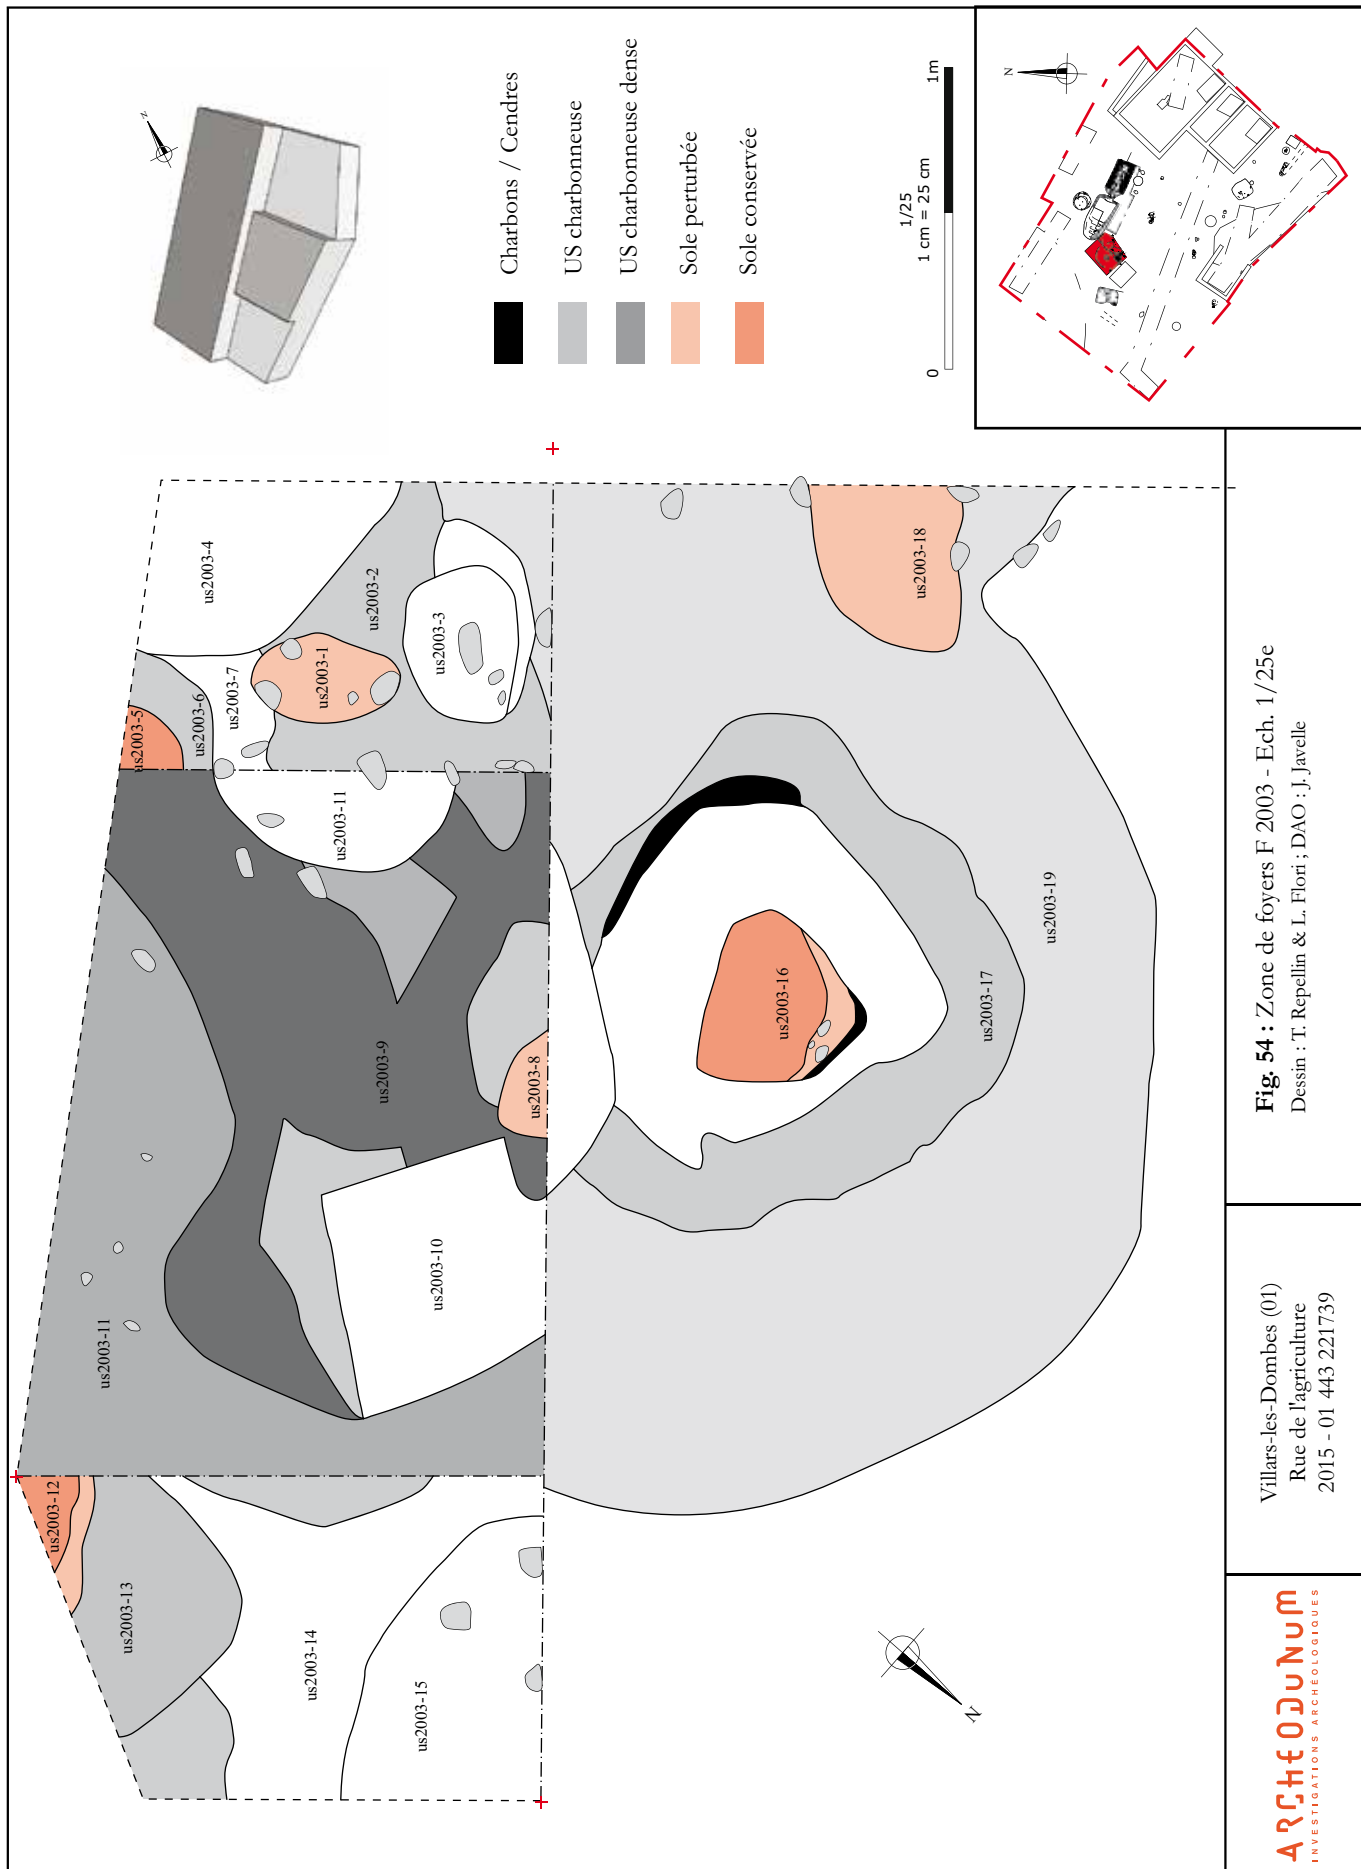 N
Charbons / Cendres
US charbonneuse
US charbonneuse dense
Sole perturbée
Sole conservée
0
1/25
1 cm = 25 cm
1m
N
us2003-4
us2003-2
us2003-3
us2003-1
us2003-7
us2003-6
us2003-5
us2003-11
us2003-18
us2003-9
us2003-8
us2003-10
us2003-11
us2003-16
us2003-17
us2003-19
us2003-12
us2003-13
us2003-14
us2003-15
N
Fig. 54 : Zone de foyers F 2003 - Ech. 1/25e
Dessin : T. Repellin & L. Flori ; DAO : J. Javelle
Villars-les-Dombes (01)
Rue de l'agriculture
2015 - 01 443 221739
ARCHEODUNUM
INVESTIGATIONS ARCHÉOLOGIQUES